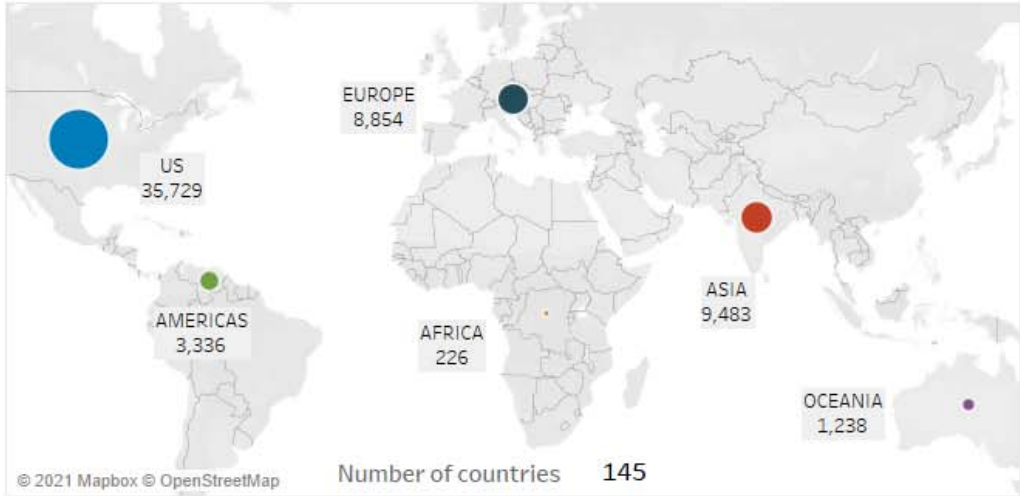 EUROPE
8,854
US
35,729
ASIA
9,483
AMERICAS
3,336
AFRICA
226
OCEANIA
1,238
© 2021 Mapbox © OpenStreetMap
Number of countries 145